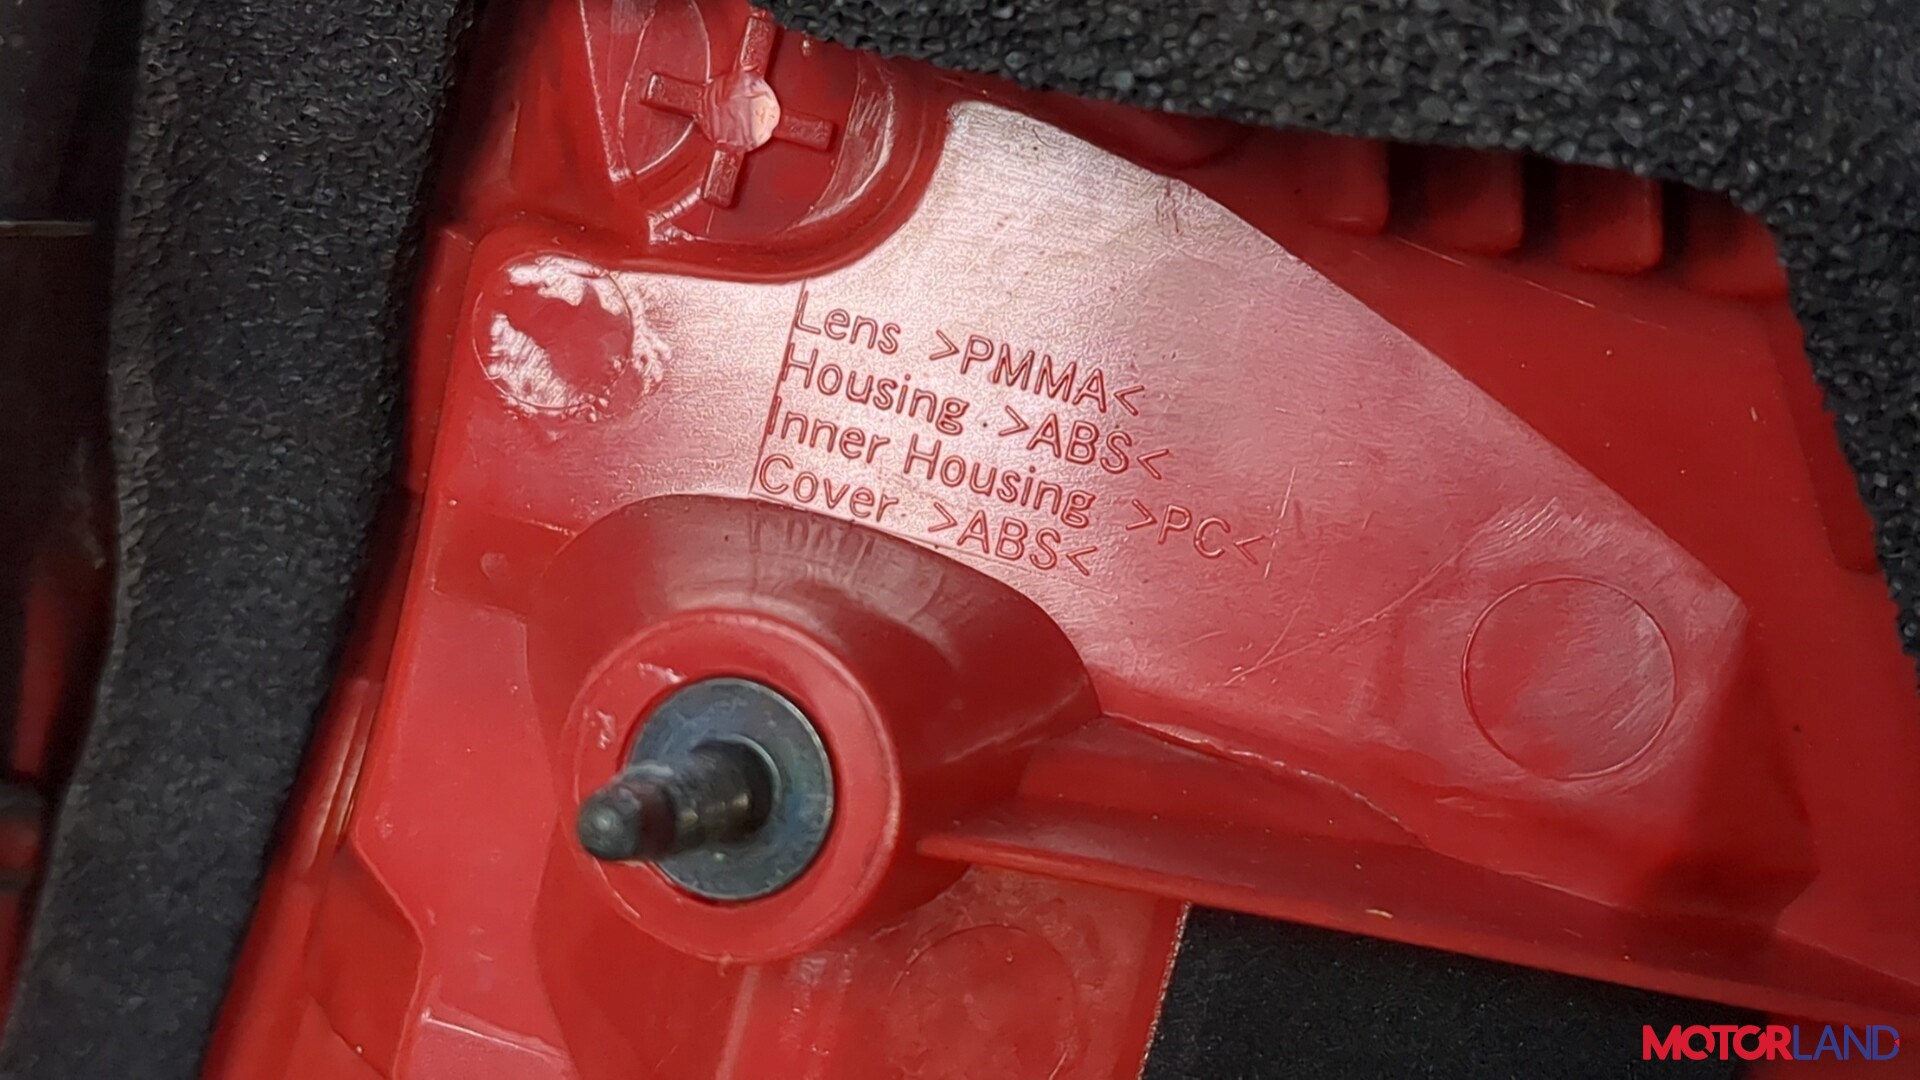 Lens >PMMA<
Housing >ABS<
Inner Housing >PC<
Cover >ABS<
MOTORLAND